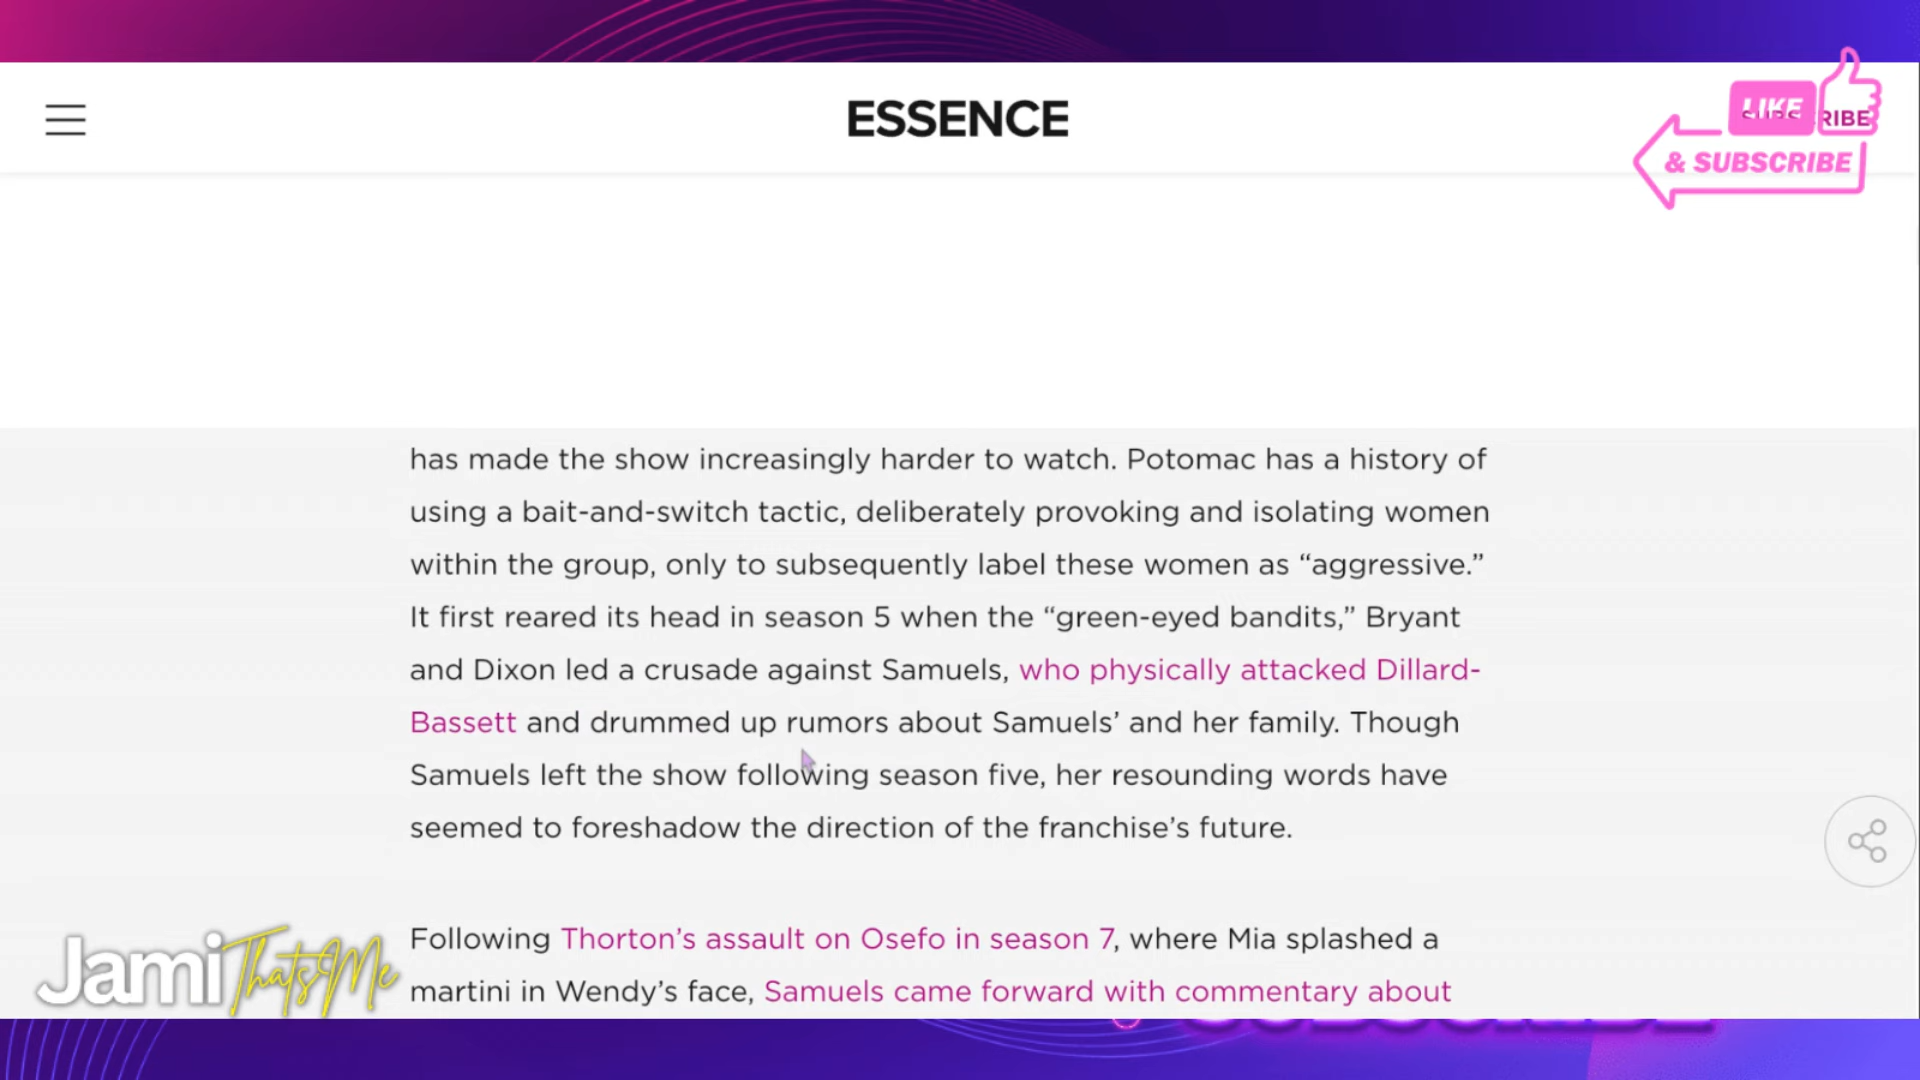 ESSENCE
LIKE
RIBE
& SUBSCRIBE
has made the show increasingly harder to watch. Potomac has a history of
using a bait-and-switch tactic, deliberately provoking and isolating women
within the group, only to subsequently label these women as “aggressive.”
It first reared its head in season 5 when the “green-eyed bandits,” Bryant
and Dixon led a crusade against Samuels, who physically attacked Dillard-
Bassett and drummed up rumors about Samuels’ and her family. Though
Samuels left the show following season five, her resounding words have
seemed to foreshadow the direction of the franchise’s future.
Following Thorton’s assault on Osefo in season 7, where Mia splashed a
martini in Wendy’s face, Samuels came forward with commentary about
Jami That's Me